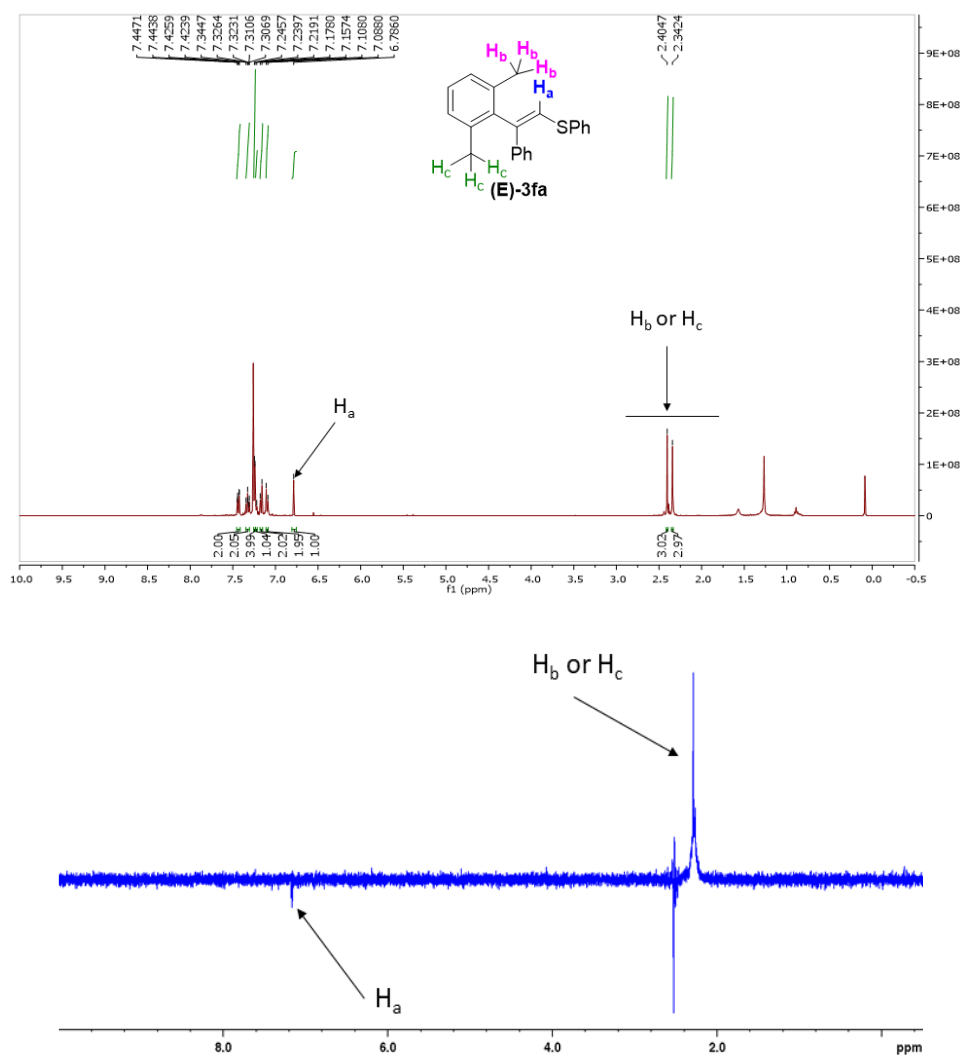 7.4471
7.4438
7.4259
7.4239
7.3447
7.3264
7.3231
7.3106
7.3069
7.2457
7.2397
7.2191
7.1780
7.1574
7.1080
7.0880
6.7860
2.4047
2.3424
9E+08
8E+08
7E+08
6E+08
5E+08
4E+08
3E+08
2E+08
1E+08
0
Hb
Hb
Hb
Ha
SPh
Ph
Hc
Hc
Hc
(E)-3fa
Hb or Hc
Ha
2.00
2.05
3.99
1.04
2.02
1.95
1.00
3.02
2.97
10.0 9.5 9.0 8.5 8.0 7.5 7.0 6.5 6.0 5.5 5.0 4.5 4.0 3.5 3.0 2.5 2.0 1.5 1.0 0.5 0.0 -0.5
f1 (ppm)
Hb or Hc
Ha
8.0 6.0 4.0 2.0 ppm